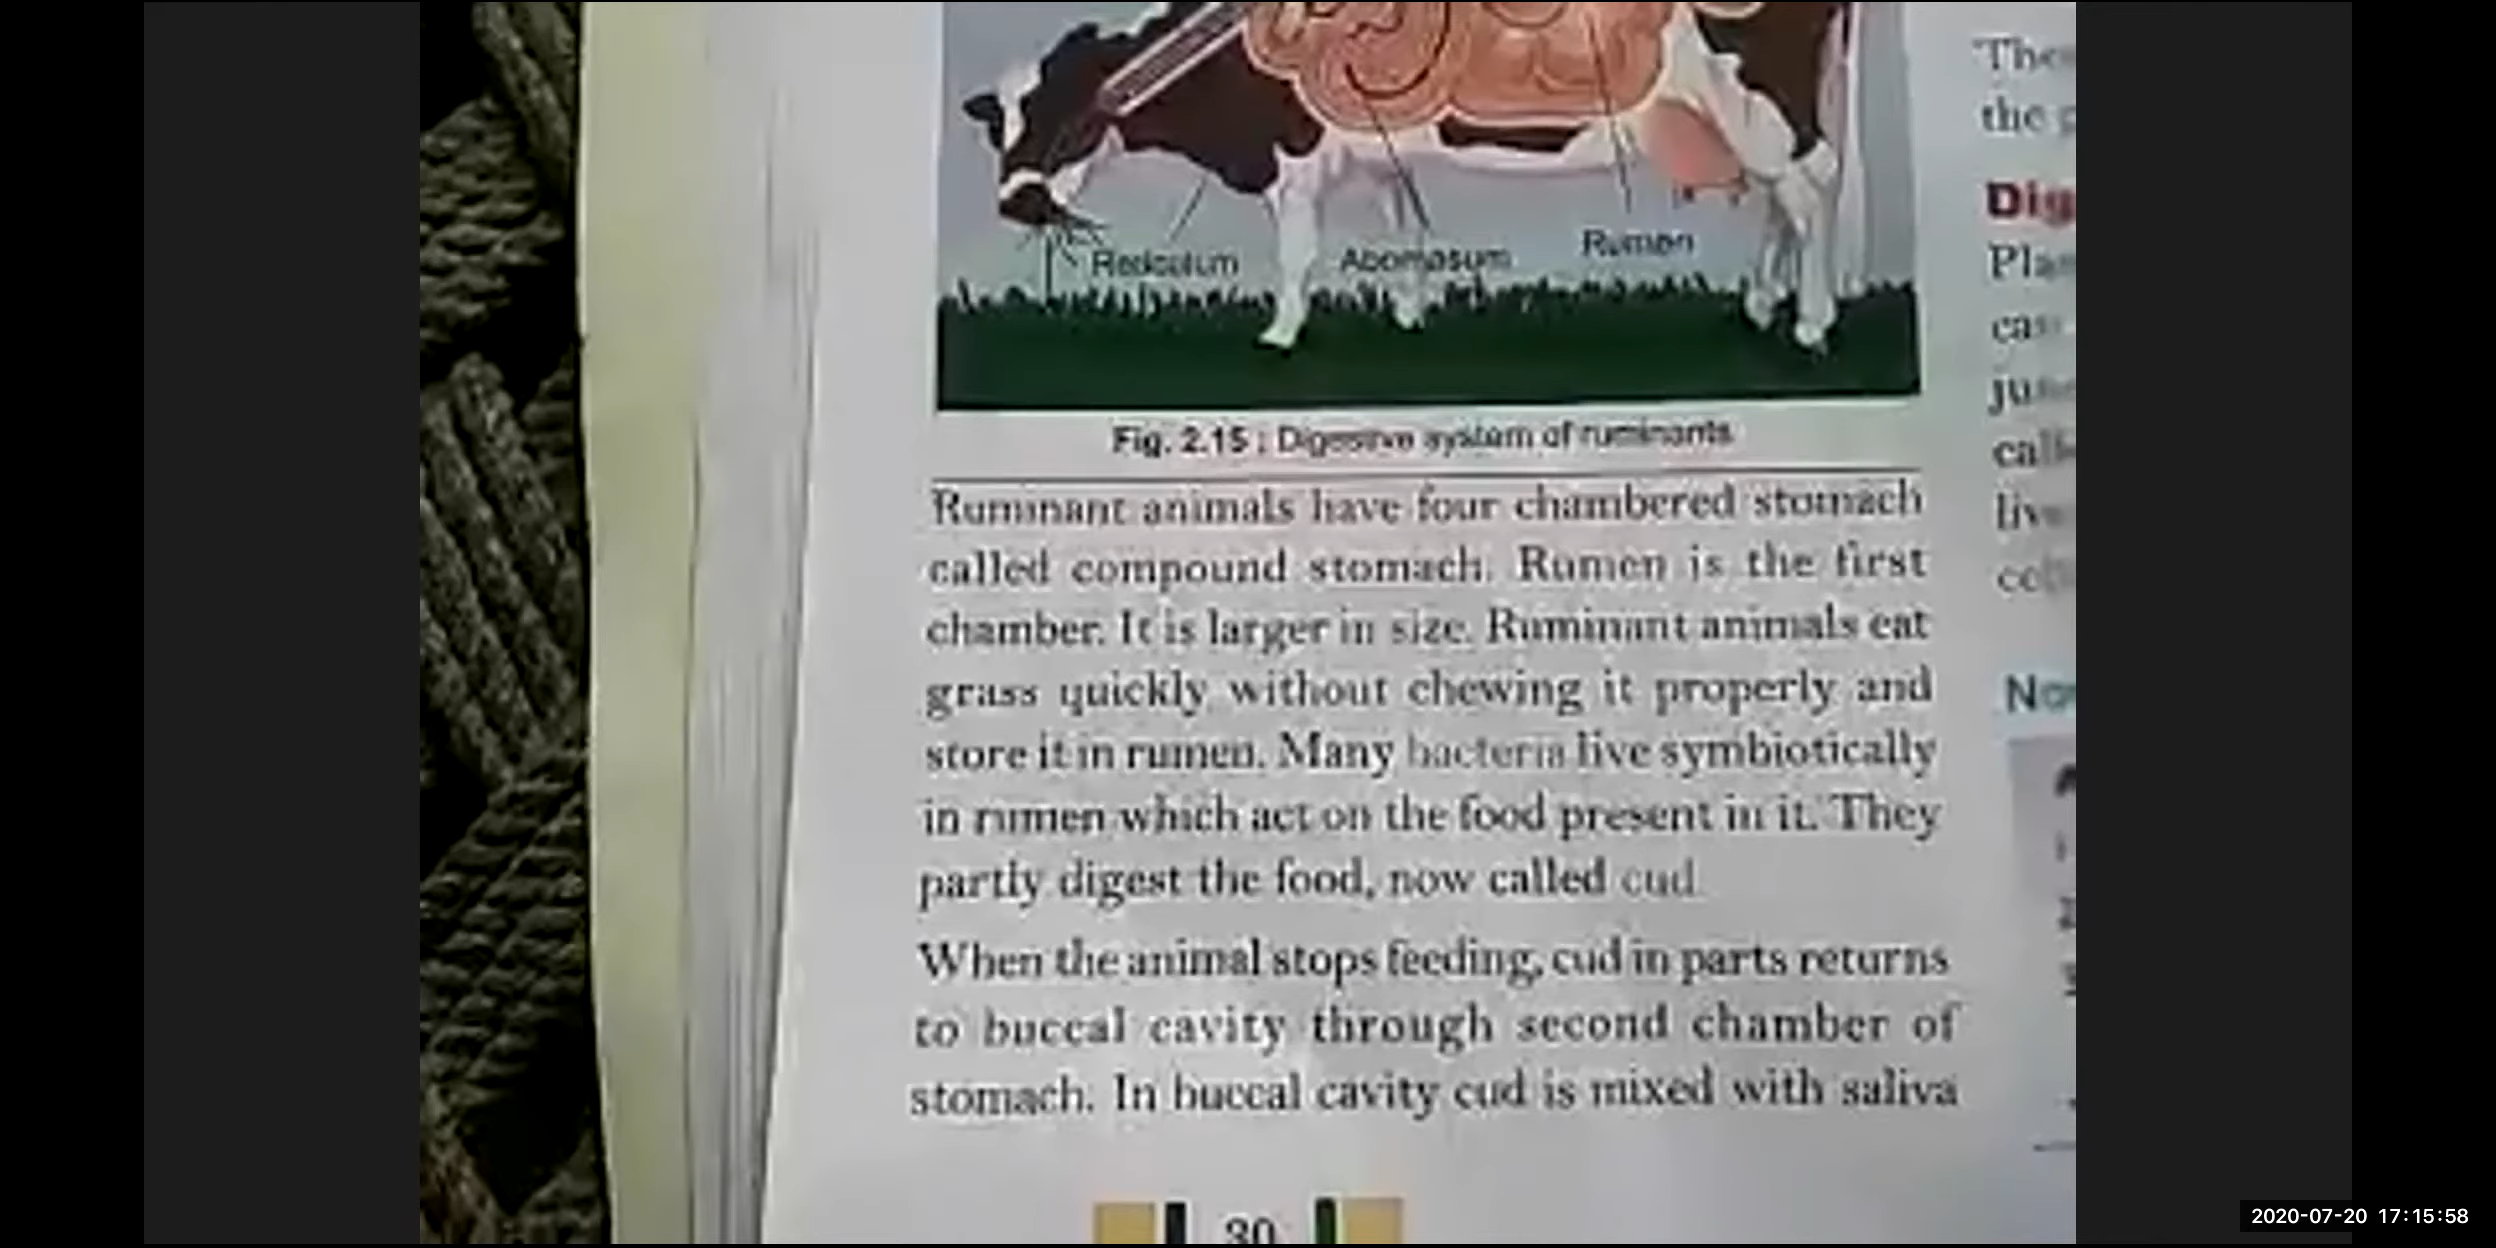 Reticulum
Abomasum
Rumen
Fig. 2.15 : Digestive system of ruminants
Ruminant animals have four chambered stomach
called compound stomach. Rumen is the first
chamber. It is larger in size. Ruminant animals eat
grass quickly without chewing it properly and
store it in rumen. Many bacteria live symbiotically
in rumen which act on the food present in it. They
partly digest the food, now called cud.
When the animal stops feeding, cud in parts returns
to buccal cavity through second chamber of
stomach. In buccal cavity cud is mixed with saliva
30
the
Dig
2020-07-20 17:15:58